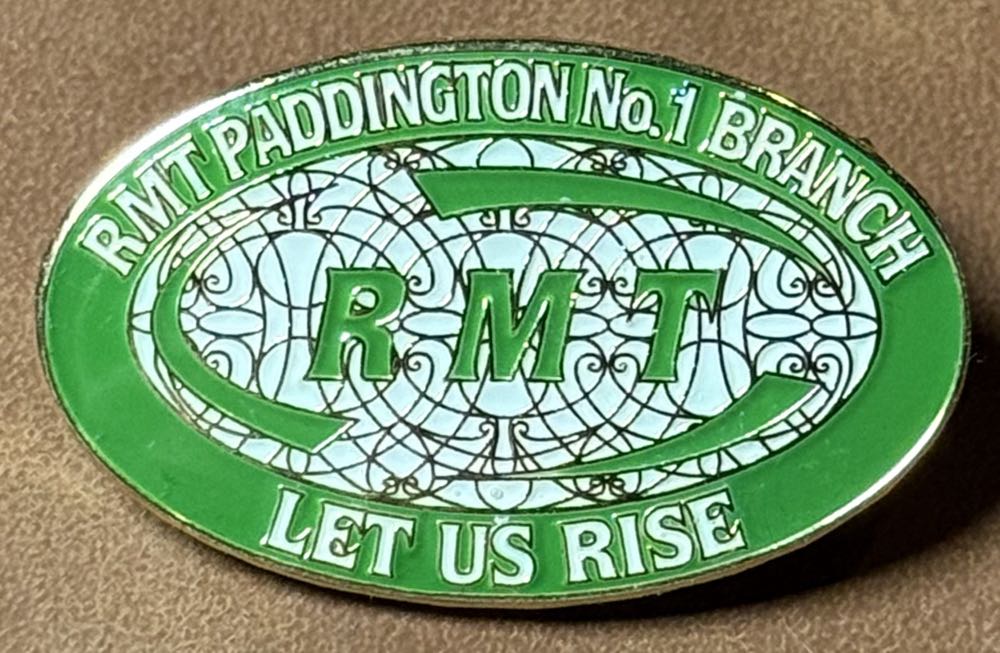 RMT PADDINGTON No.1 BRANCH
RMT
LET US RISE